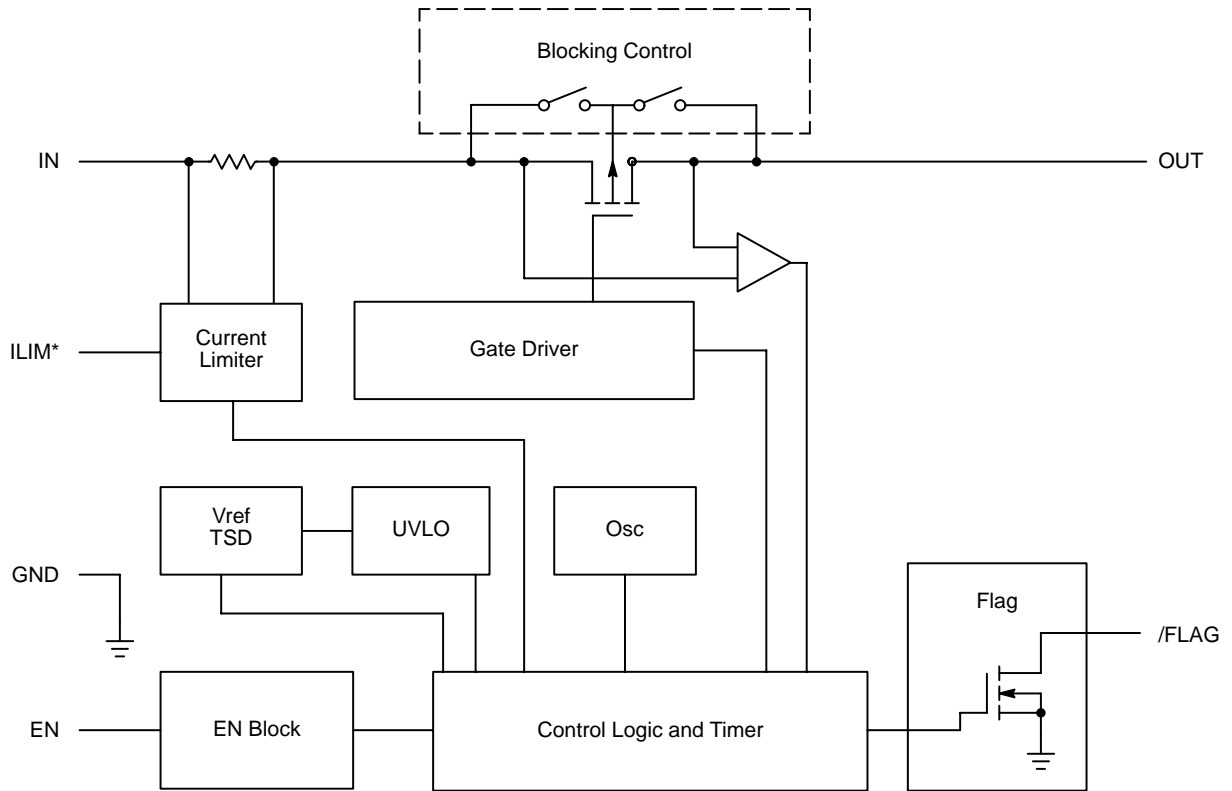 Blocking Control
IN
OUT
Current
Limiter
ILIM*
Gate Driver
Vref
TSD
UVLO
Osc
GND
Flag
/FLAG
EN
EN Block
Control Logic and Timer